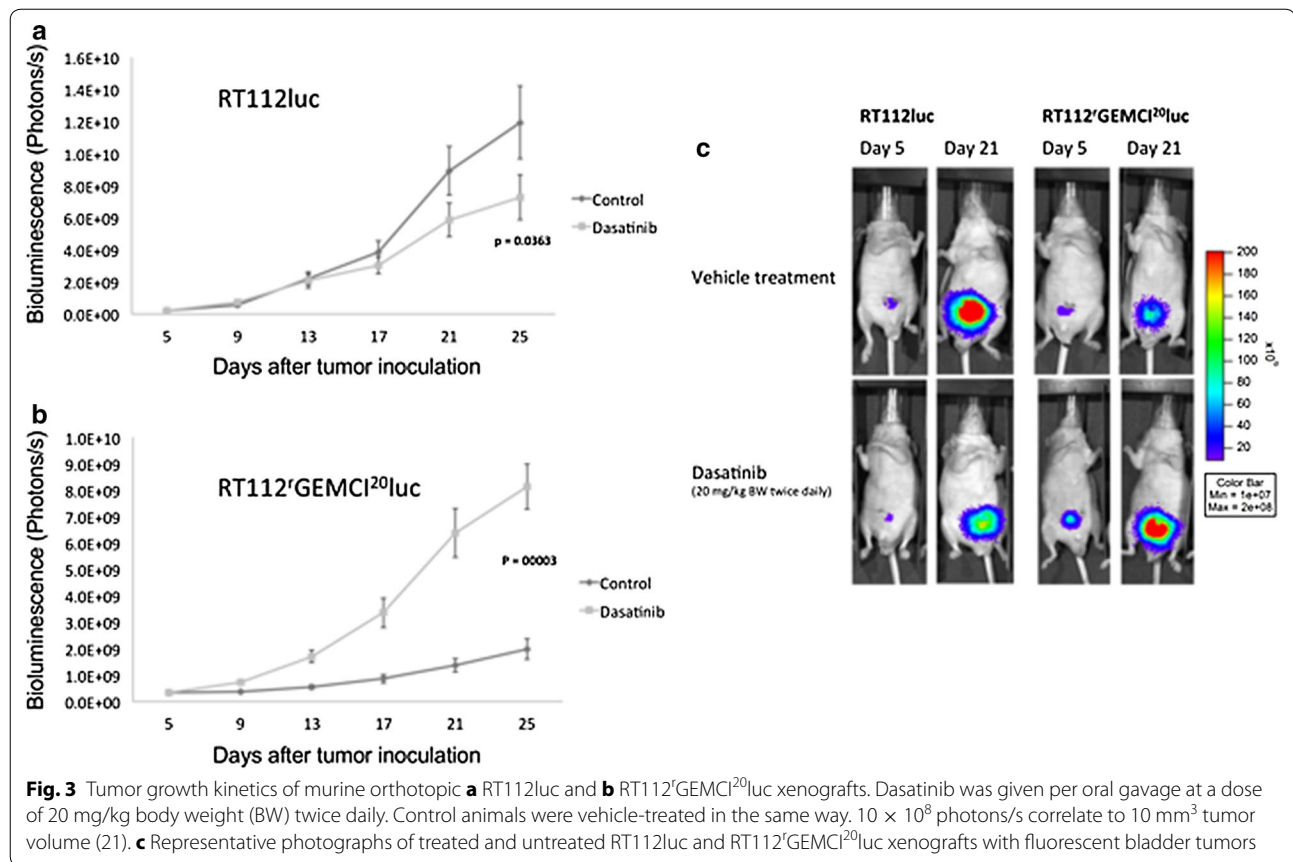 a
1.6E+10
1.4E+10
1.2E+10
1.0E+10
8.0E+09
6.0E+09
4.0E+09
2.0E+09
0.0E+00
Bioluminescence (Photons/s)
RT112luc
Control
Dasatinib
p = 0.0363
5 9 13 17 21 25
Days after tumor inoculation
b
1.0E+10
9.0E+09
8.0E+09
7.0E+09
6.0E+09
5.0E+09
4.0E+09
3.0E+09
2.0E+09
1.0E+09
0.0E+00
Bioluminescence (Photons/s)
RT112ʳGEMCI²⁰luc
P = 00003
Control
Dasatinib
5 9 13 17 21 25
Days after tumor inoculation
c
RT112luc RT112ʳGEMCI²⁰luc
Day 5 Day 21 Day 5 Day 21
Vehicle treatment
Dasatinib
(20 mg/kg BW twice daily)
200
180
160
140
120
100
80
60
40
20
Color Bar
Min = 1e+07
Max = 2e+08
Fig. 3 Tumor growth kinetics of murine orthotopic a RT112luc and b RT112ʳGEMCI²⁰luc xenografts. Dasatinib was given per oral gavage at a dose
of 20 mg/kg body weight (BW) twice daily. Control animals were vehicle-treated in the same way. 10 × 10⁸ photons/s correlate to 10 mm³ tumor
volume (21). c Representative photographs of treated and untreated RT112luc and RT112ʳGEMCI²⁰luc xenografts with fluorescent bladder tumors